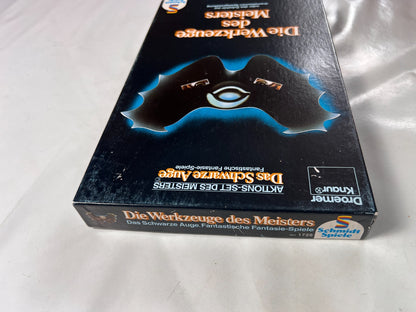 Droemer
Knaur®
AKTIONS-SET DES MEISTERS
Das Schwarze Auge
Fantastische Fantasie-Spiele
Die Werkzeuge
des
Meisters
S
Die Werkzeuge des Meisters
Das Schwarze Auge. Fantastische Fantasie-Spiele
S
Schmidt
Spiele